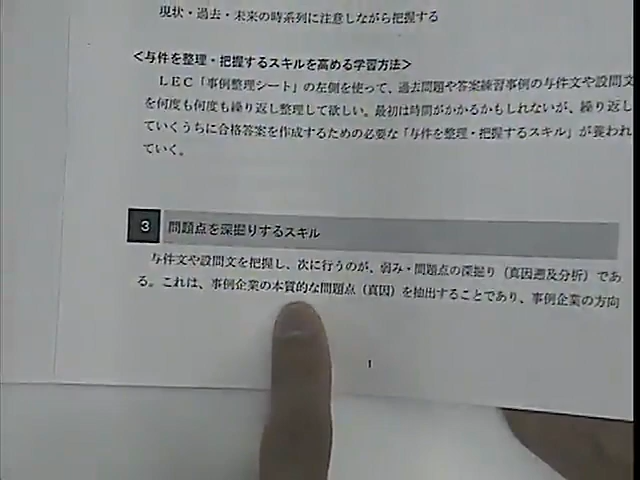 現状・過去・未来の時系列に注意しながら把握する
＜与件を整理・把握するスキルを高める学習方法＞
ＬＥＣ「事例整理シート」の左側を使って、過去問題や答案練習事例の与件文や設問文
を何度も何度も繰り返し整理して欲しい。最初は時間がかかるかもしれないが、繰り返し
ていくうちに合格答案を作成するための必要な「与件を整理・把握するスキル」が養われ
ていく。
3 問題点を深掘りするスキル
与件文や設問文を把握し、次に行うのが、弱み・問題点の深掘り（真因遡及分析）であ
る。これは、事例企業の本質的な問題点（真因）を抽出することであり、事例企業の方向
1